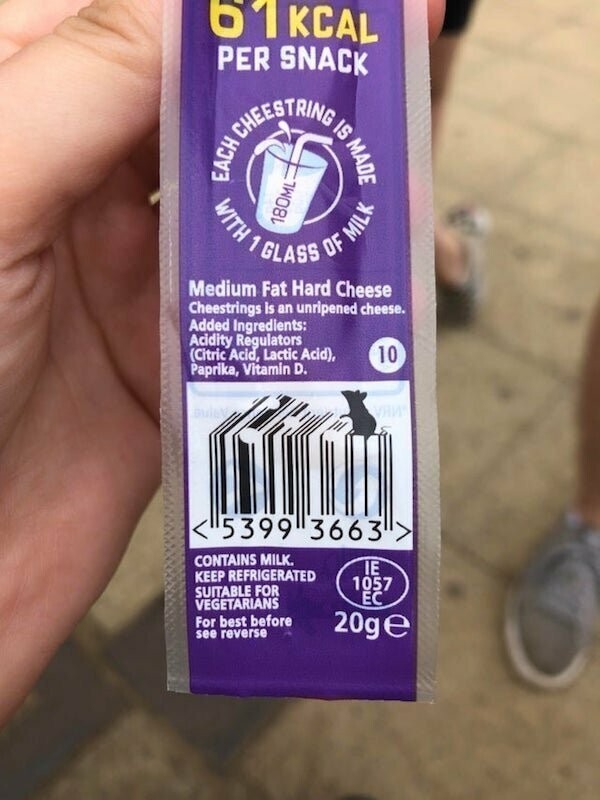 61 KCAL
PER SNACK
EACH CHEESTRING IS MADE
WITH 1 GLASS OF MILK
180ML
Medium Fat Hard Cheese
Cheestrings is an unripened cheese.
Added Ingredients:
Acidity Regulators
(Citric Acid, Lactic Acid),
Paprika, Vitamin D.
10
<5399 3663>
CONTAINS MILK.
KEEP REFRIGERATED
SUITABLE FOR
VEGETARIANS
For best before
see reverse
IE
1057
EC
20g e